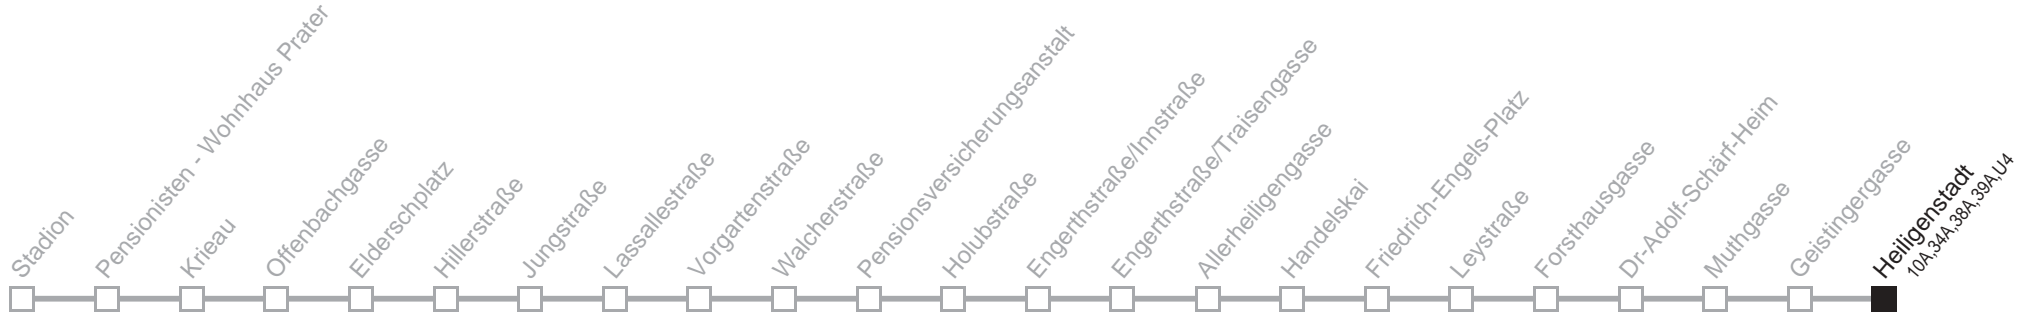 Stadion
Pensionisten - Wohnhaus Prater
Krieau
Offenbachgasse
Elderschplatz
Hillerstraße
Jungstraße
Lassallestraße
Vorgartenstraße
Walcherstraße
Pensionsversicherungsanstalt
Holubstraße
Engerthstraße/Innstraße
Engerthstraße/Traisengasse
Allerheiligengasse
Handelskai
Friedrich-Engels-Platz
Leystraße
Forsthausgasse
Dr-Adolf-Schärf-Heim
Muthgasse
Geistingergasse
Heiligenstadt
10A,34A,38A,39A,U4